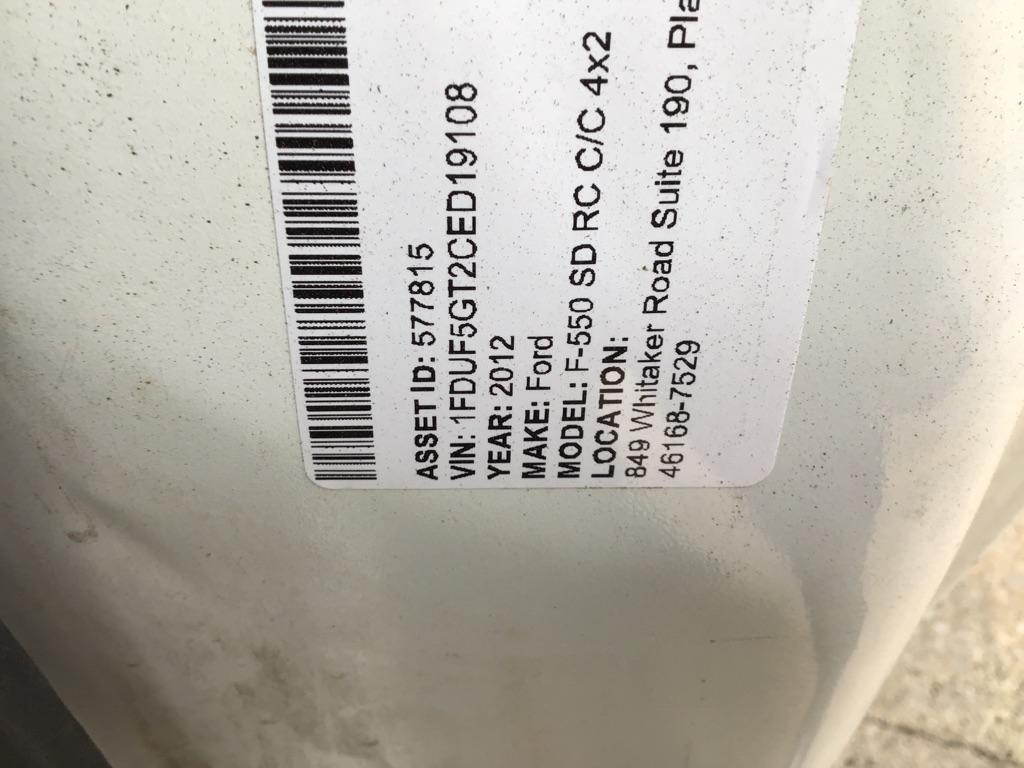 ASSET ID: 577815
VIN: 1FDUF5GT2CED19108
YEAR: 2012
MAKE: Ford
MODEL: F-550 SD RC C/C 4x2
LOCATION:
849 Whitaker Road Suite 190, Pla
46168-7529